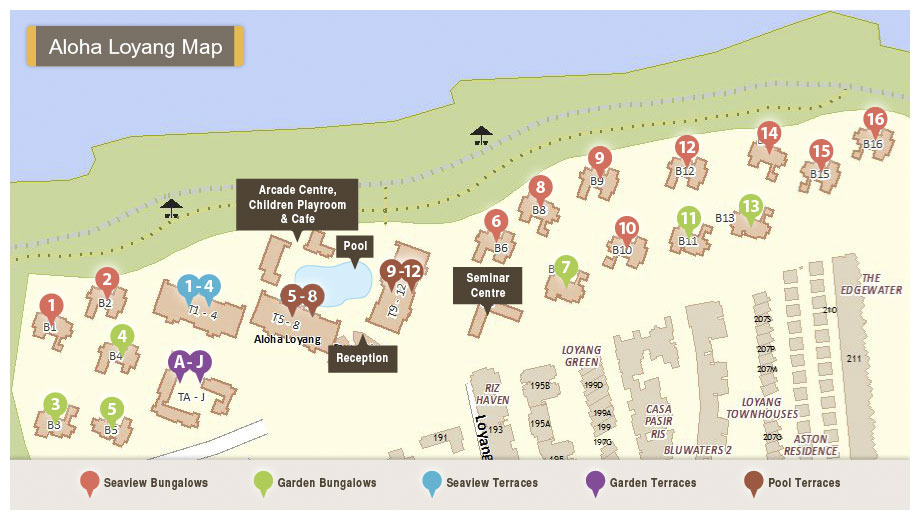 Aloha Loyang Map
16
B16
14
15
B15
12
B12
9
B9
8
B8
Arcade Centre,
Children Playroom
& Cafe
6
B6
10
B10
11
B11
13
B13
Pool
7
B
9 - 12
T9 - 12
Seminar
Centre
1
B1
2
B2
1 - 4
T1 - 4
5 - 8
T5 - 8
Aloha Loyang
Reception
4
B4
A - J
TA - J
3
B3
5
B5
THE
EDGEWATER
210
211
207S
207P
207M
LOYANG
GREEN
RIZ
HAVEN
195B
199D
LOYANG
TOWNHOUSES
CASA
PASIR
RIS
199A
199
197G
195A
193
191
Loyang
195
BLUWATERS 2
207G
ASTON
RESIDENCE
Seaview Bungalows
Garden Bungalows
Seaview Terraces
Garden Terraces
Pool Terraces